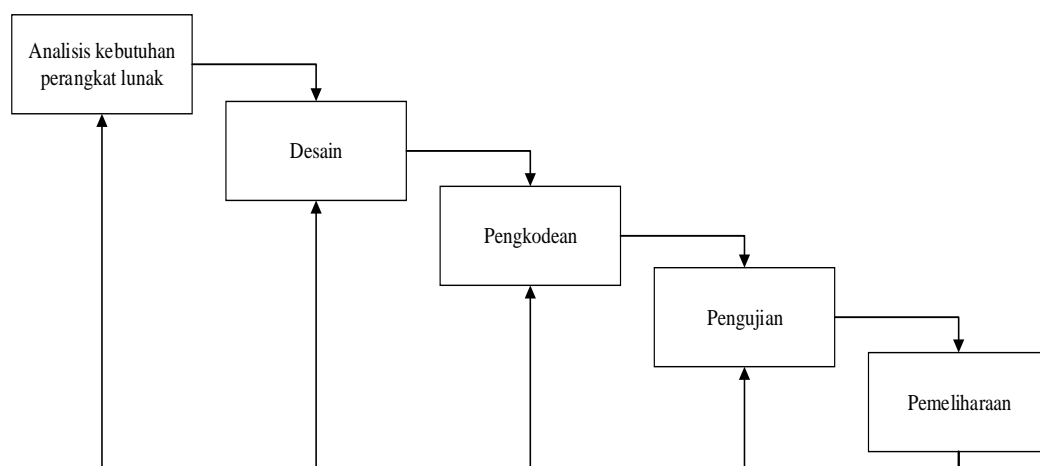 Analisis kebutuhan
perangkat lunak
Desain
Pengkodean
Pengujian
Pemeliharaan